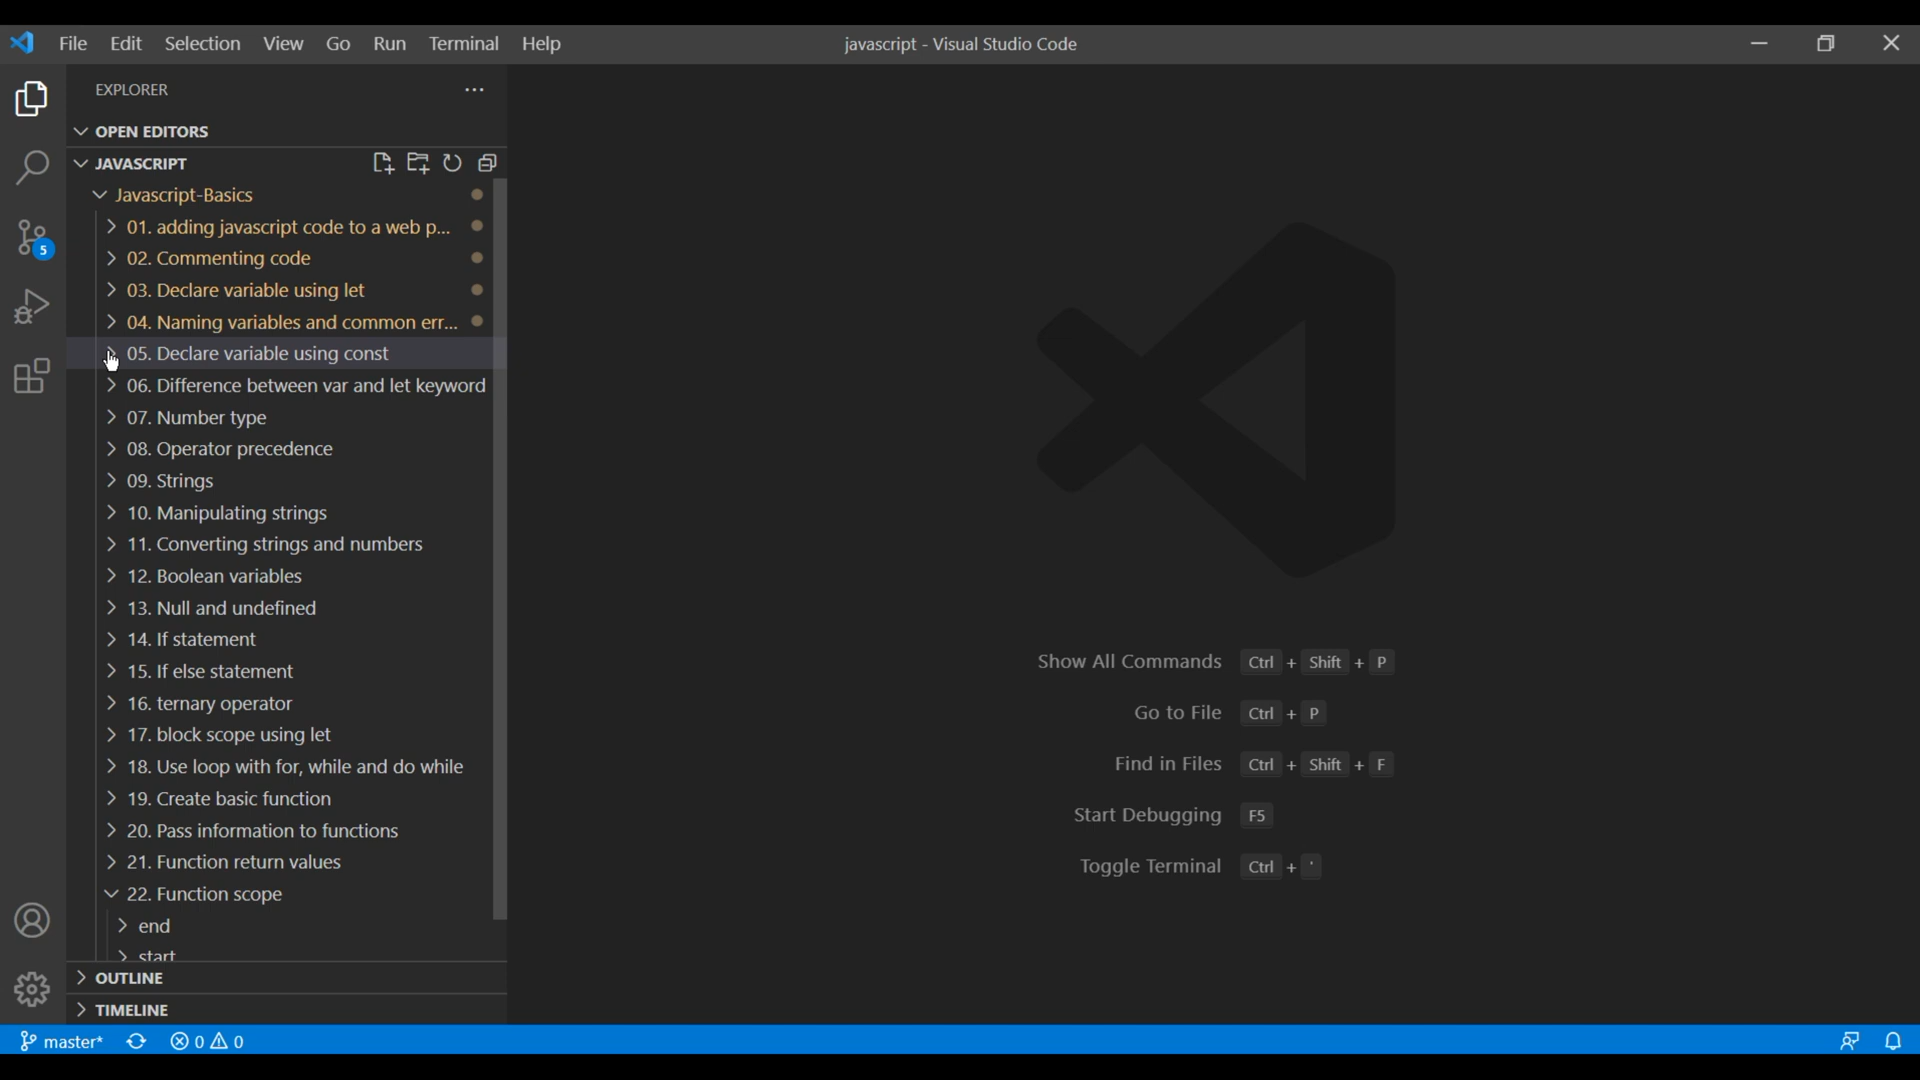 File Edit Selection View Go Run Terminal Help
javascript - Visual Studio Code
EXPLORER
OPEN EDITORS
JAVASCRIPT
Javascript-Basics
01. adding javascript code to a web p...
02. Commenting code
03. Declare variable using let
04. Naming variables and common err...
05. Declare variable using const
06. Difference between var and let keyword
07. Number type
08. Operator precedence
09. Strings
10. Manipulating strings
11. Converting strings and numbers
12. Boolean variables
13. Null and undefined
14. If statement
15. If else statement
16. ternary operator
17. block scope using let
18. Use loop with for, while and do while
19. Create basic function
20. Pass information to functions
21. Function return values
22. Function scope
end
start
OUTLINE
TIMELINE
5
Show All Commands Ctrl + Shift + P
Go to File Ctrl + P
Find in Files Ctrl + Shift + F
Start Debugging F5
Toggle Terminal Ctrl + '
master* 0 0